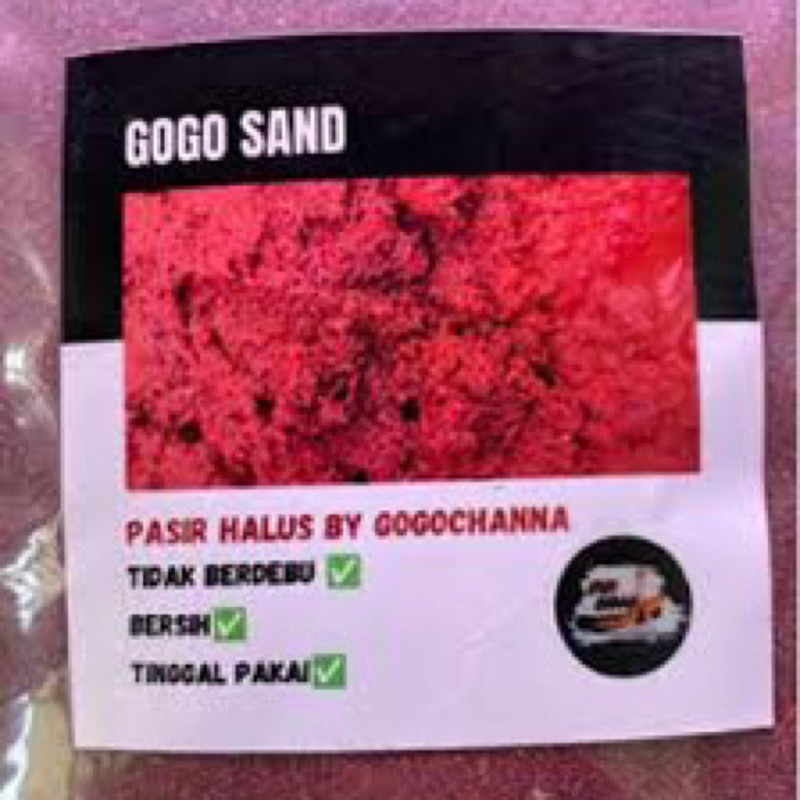 GOGO SAND
PASIR HALUS BY GOGOCHANNA
TIDAK BERDEBU ✅
BERSIH✅
TINGGAL PAKAI✅